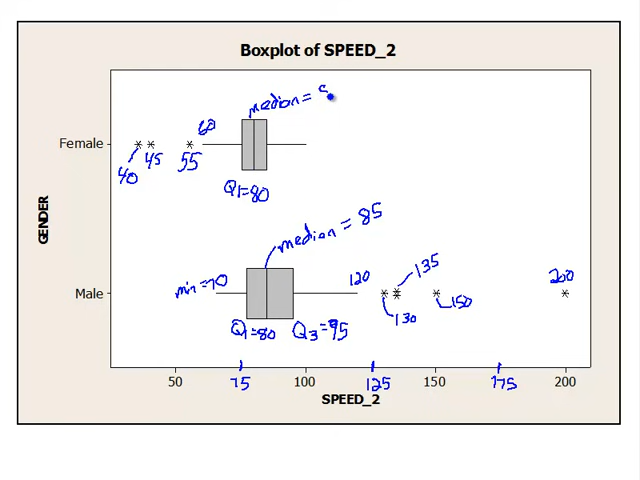 Boxplot of SPEED_2
median = 8
60
Female
40
45
55
Q1=80
GENDER
median = 85
min=70
120
135
200
Male
130
150
Q1=80
Q3=95
50
75
100
125
150
175
200
SPEED_2